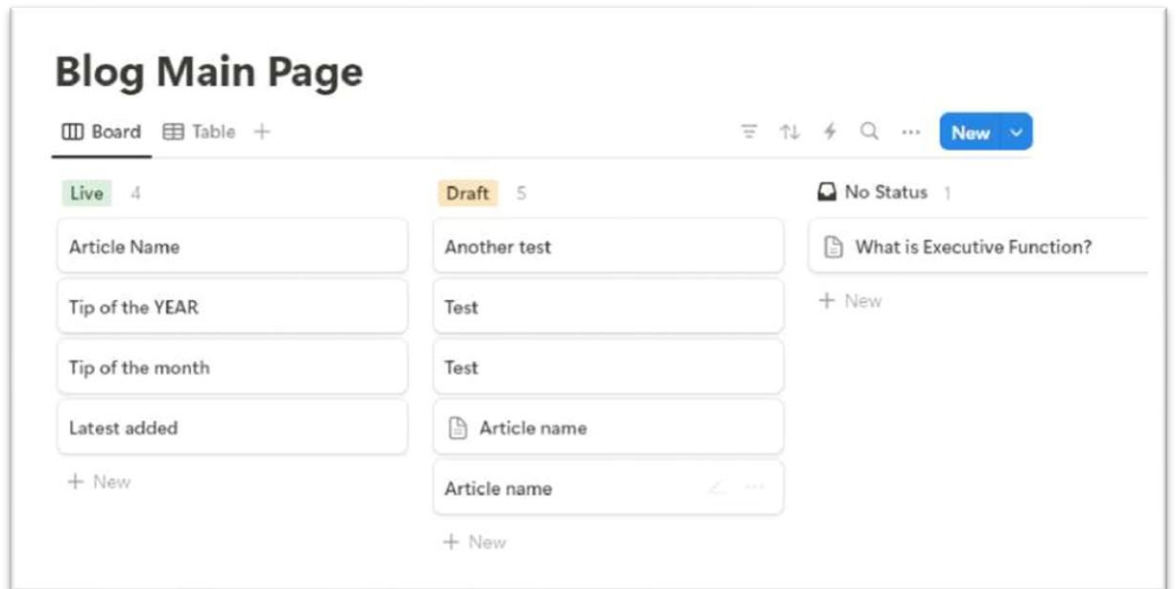 Blog Main Page
Board Table
New
Live 4
Article Name
Tip of the YEAR
Tip of the month
Latest added
+ New
Draft 5
Another test
Test
Test
Article name
Article name
+ New
No Status 1
What is Executive Function?
+ New